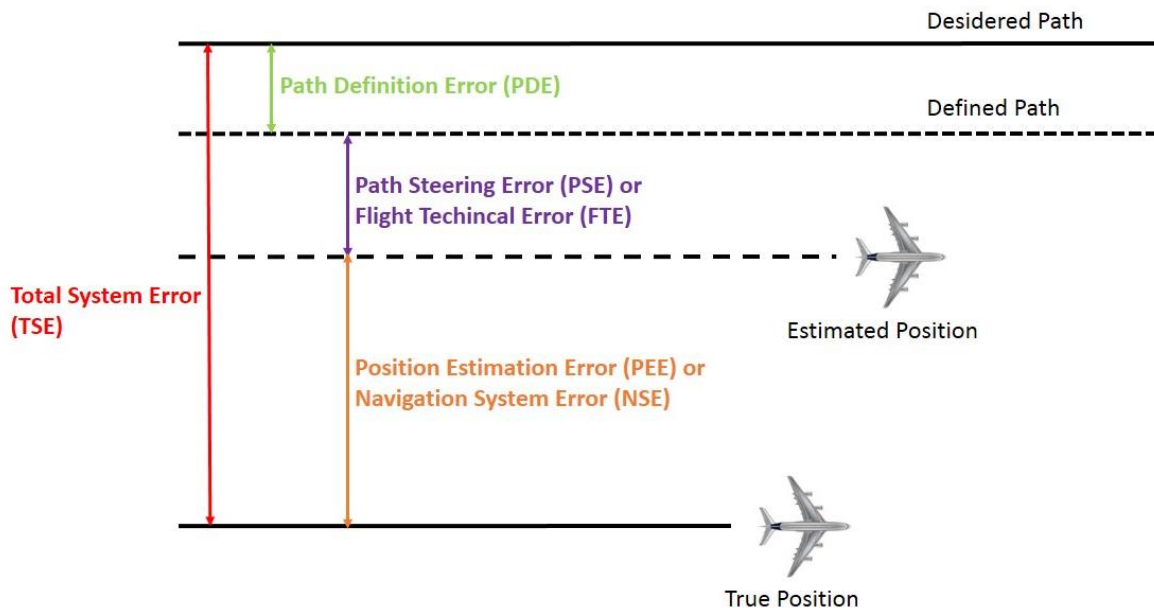 Desidered Path
Path Definition Error (PDE)
Defined Path
Path Steering Error (PSE) or
Flight Techincal Error (FTE)
Total System Error
(TSE)
Estimated Position
Position Estimation Error (PEE) or
Navigation System Error (NSE)
True Position